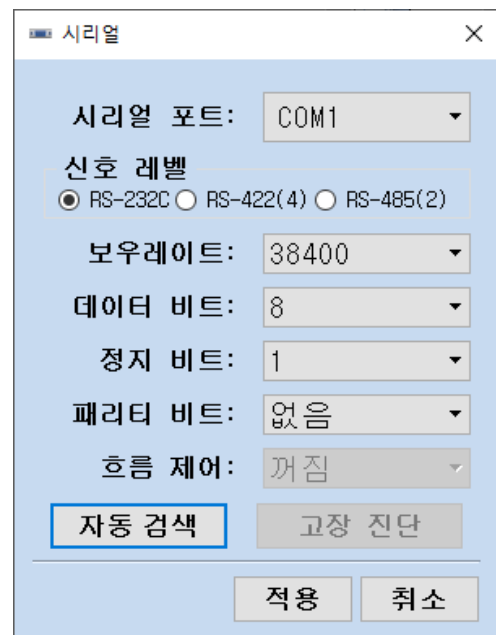 시리얼
시리얼 포트: COM1
신호 레벨
RS-232C RS-422(4) RS-485(2)
보우레이트: 38400
데이터 비트: 8
정지 비트: 1
패리티 비트: 없음
흐름 제어: 꺼짐
자동 검색 고장 진단
적용 취소